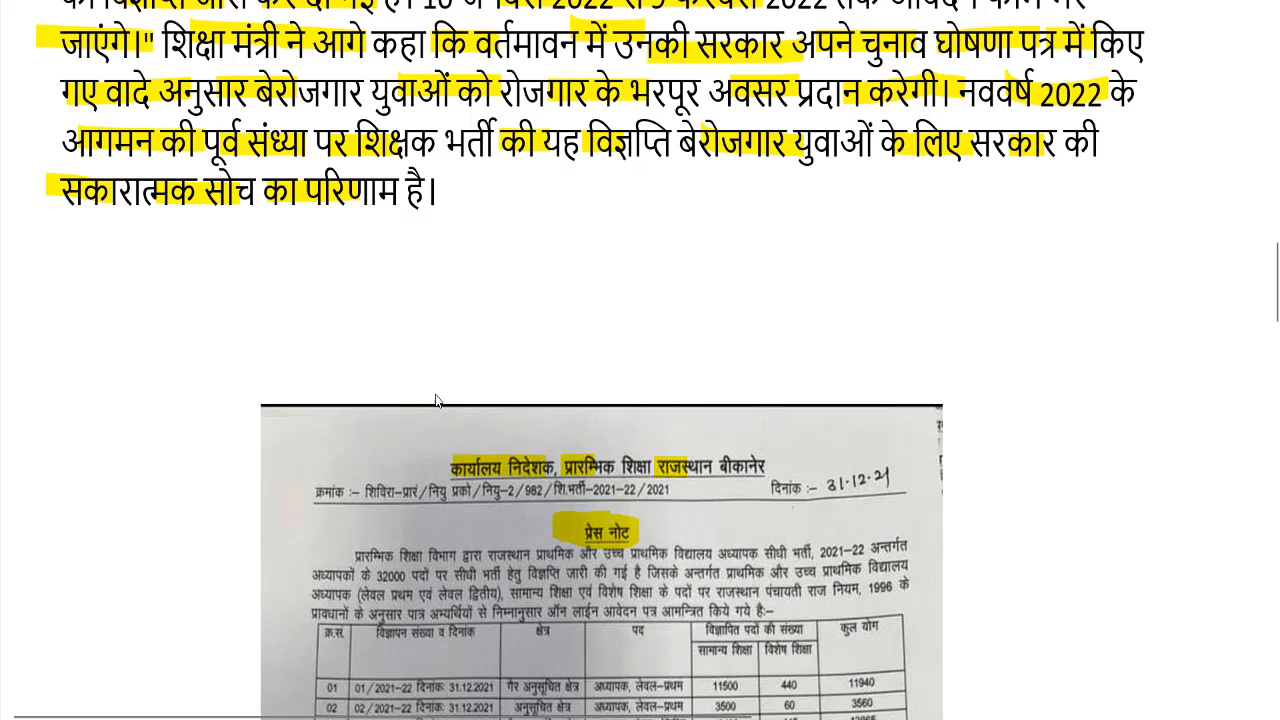 जाएंगे।" शिक्षा मंत्री ने आगे कहा कि वर्तमावन में उनकी सरकार अपने चुनाव घोषणा पत्र में किए
गए वादे अनुसार बेरोजगार युवाओं को रोजगार के भरपूर अवसर प्रदान करेगी। नववर्ष 2022 के
आगमन की पूर्व संध्या पर शिक्षक भर्ती की यह विज्ञप्ति बेरोजगार युवाओं के लिए सरकार की
सकारात्मक सोच का परिणाम है।
कार्यालय निदेशक, प्रारम्भिक शिक्षा राजस्थान बीकानेर
क्रमांक :– शिविरा–प्रारं/नियु प्रको/नियु–2/982/शि.भर्ती–2021–22/2021 दिनांक :– 31.12.21
प्रेस नोट
प्रारम्भिक शिक्षा विभाग द्वारा राजस्थान प्राथमिक और उच्च प्राथमिक विद्यालय अध्यापक सीधी भर्ती, 2021–22 अन्तर्गत
अध्यापकों के 32000 पदों पर सीधी भर्ती हेतु विज्ञप्ति जारी की गई है जिसके अन्तर्गत प्राथमिक और उच्च प्राथमिक विद्यालय
अध्यापक (लेवल प्रथम एवं लेवल द्वितीय), सामान्य शिक्षा एवं विशेष शिक्षा के पदों पर राजस्थान पंचायती राज नियम, 1996 के
प्रावधानों के अनुसार पात्र अभ्यर्थियों से निम्नानुसार ऑन लाईन आवेदन पत्र आमन्त्रित किये गये है:–
क्र.सं. विज्ञापन संख्या व दिनांक क्षेत्र पद विज्ञापित पदों की संख्या कुल योग
सामान्य शिक्षा विशेष शिक्षा
01 01/2021–22 दिनांक: 31.12.2021 गैर अनुसूचित क्षेत्र अध्यापक, लेवल–प्रथम 11500 440 11940
02 02/2021–22 दिनांक: 31.12.2021 अनुसूचित क्षेत्र अध्यापक, लेवल–प्रथम 3500 60 3560